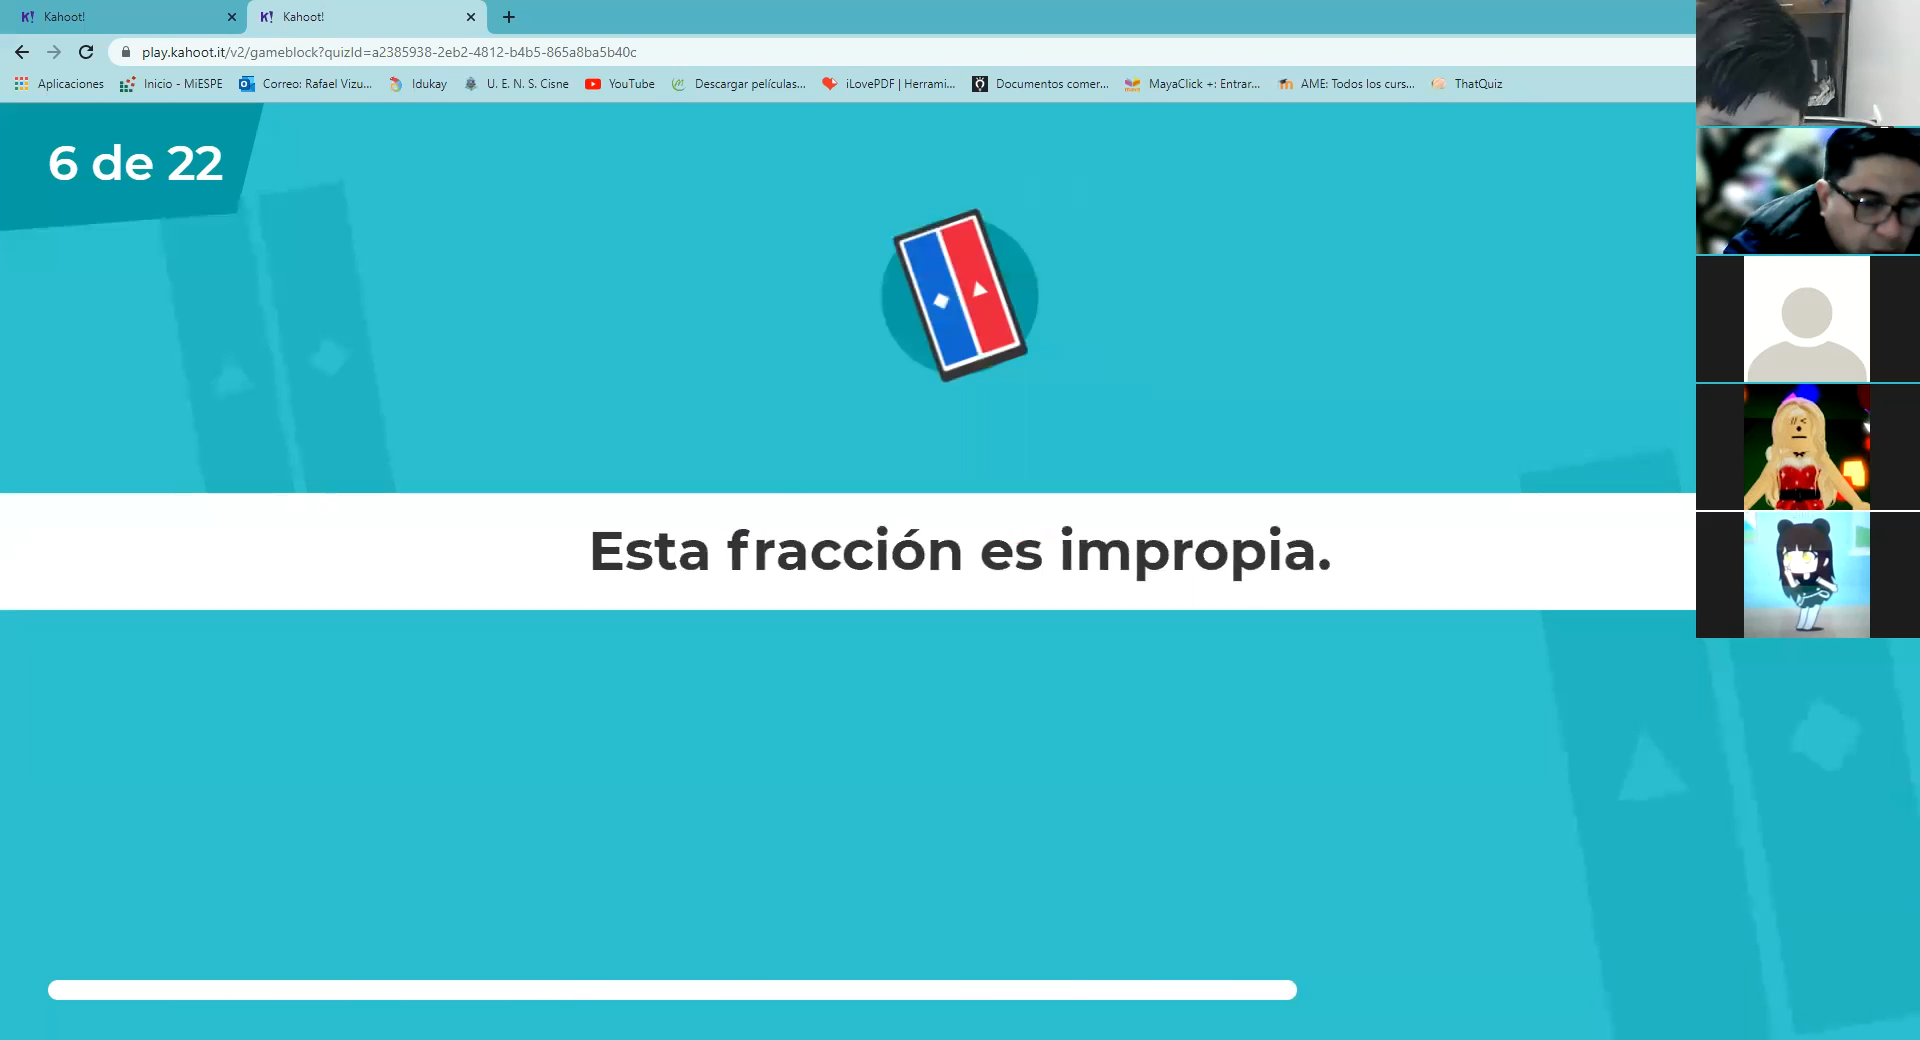 Kahoot!
Kahoot!
play.kahoot.it/v2/gameblock?quizId=a2385938-2eb2-4812-b4b5-865a8ba5b40c
Aplicaciones Inicio - MiESPE Correo: Rafael Vizu... Idukay U. E. N. S. Cisne YouTube Descargar películas... iLovePDF | Herrami... Documentos comer... MayaClick +: Entrar... AME: Todos los curs... ThatQuiz
6 de 22
Esta fracción es impropia.